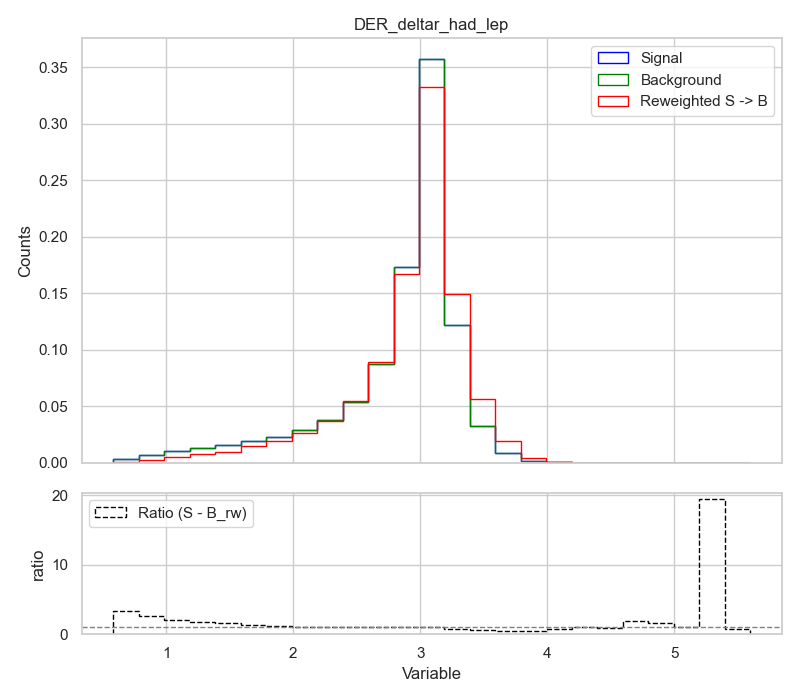 DER_deltar_had_lep
Counts
0.35
0.30
0.25
0.20
0.15
0.10
0.05
0.00
Signal
Background
Reweighted S -> B
ratio
20
10
0
Ratio (S - B_rw)
1 2 3 4 5
Variable